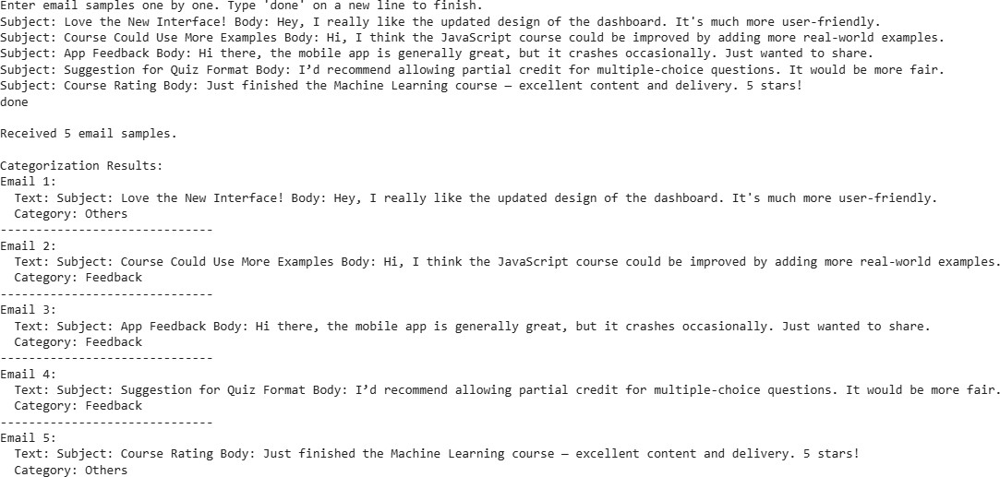 Enter email samples one by one. Type 'done' on a new line to finish.
Subject: Love the New Interface! Body: Hey, I really like the updated design of the dashboard. It's much more user-friendly.
Subject: Course Could Use More Examples Body: Hi, I think the JavaScript course could be improved by adding more real-world examples.
Subject: App Feedback Body: Hi there, the mobile app is generally great, but it crashes occasionally. Just wanted to share.
Subject: Suggestion for Quiz Format Body: I’d recommend allowing partial credit for multiple-choice questions. It would be more fair.
Subject: Course Rating Body: Just finished the Machine Learning course — excellent content and delivery. 5 stars!
done
Received 5 email samples.
Categorization Results:
Email 1:
Text: Subject: Love the New Interface! Body: Hey, I really like the updated design of the dashboard. It's much more user-friendly.
Category: Others
------------------------------
Email 2:
Text: Subject: Course Could Use More Examples Body: Hi, I think the JavaScript course could be improved by adding more real-world examples.
Category: Feedback
------------------------------
Email 3:
Text: Subject: App Feedback Body: Hi there, the mobile app is generally great, but it crashes occasionally. Just wanted to share.
Category: Feedback
------------------------------
Email 4:
Text: Subject: Suggestion for Quiz Format Body: I’d recommend allowing partial credit for multiple-choice questions. It would be more fair.
Category: Feedback
------------------------------
Email 5:
Text: Subject: Course Rating Body: Just finished the Machine Learning course — excellent content and delivery. 5 stars!
Category: Others